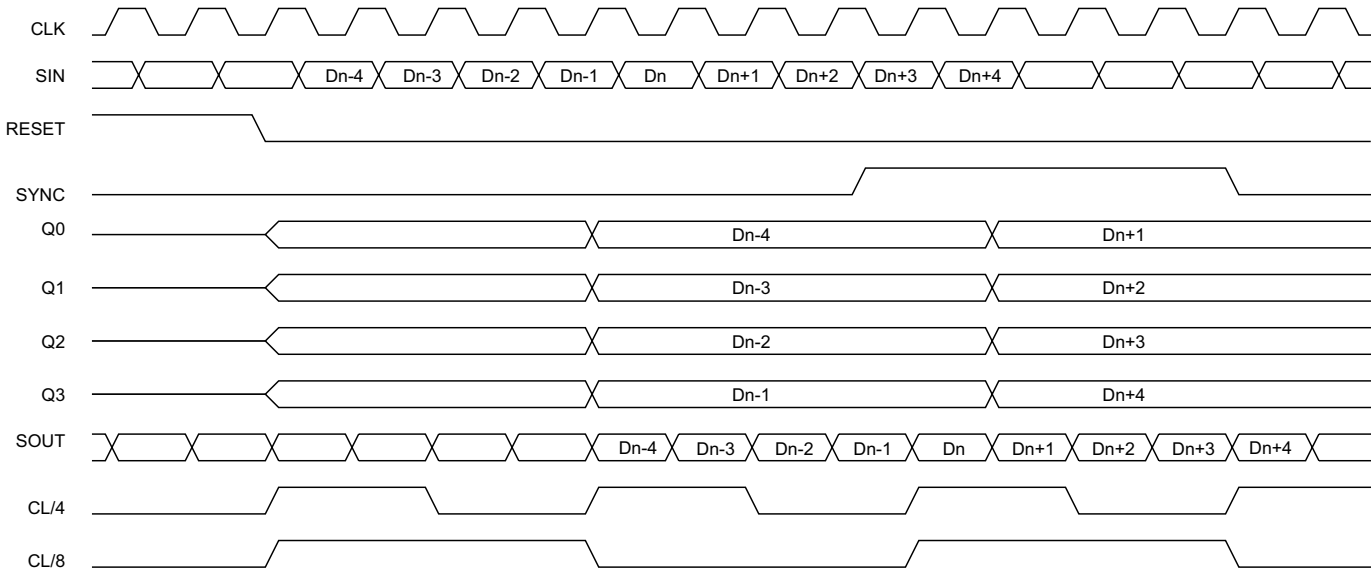 CLK
SIN Dn-4 Dn-3 Dn-2 Dn-1 Dn Dn+1 Dn+2 Dn+3 Dn+4
RESET
SYNC
Q0 Dn-4 Dn+1
Q1 Dn-3 Dn+2
Q2 Dn-2 Dn+3
Q3 Dn-1 Dn+4
SOUT Dn-4 Dn-3 Dn-2 Dn-1 Dn Dn+1 Dn+2 Dn+3 Dn+4
CL/4
CL/8